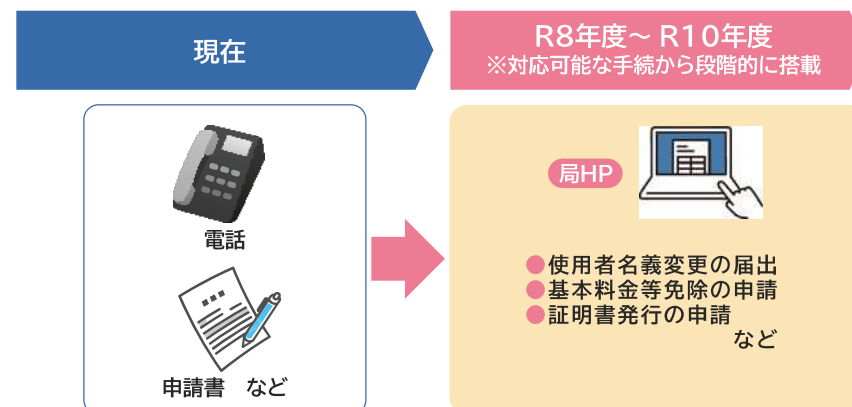 現在
R8年度～ R10年度
※対応可能な手続から段階的に搭載
電話
申請書　など
局HP
●使用者名義変更の届出
●基本料金等免除の申請
●証明書発行の申請
など